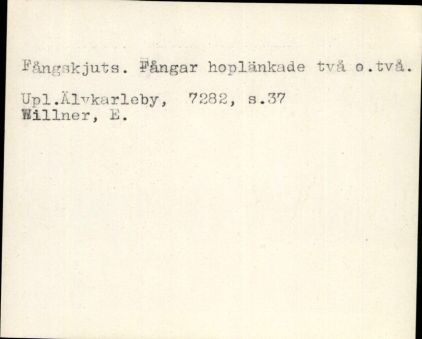 Fångskjuts. Fångar hoplänkade två o.två.
Upl.Älvkarleby, 7282, s.37
Willner, E.